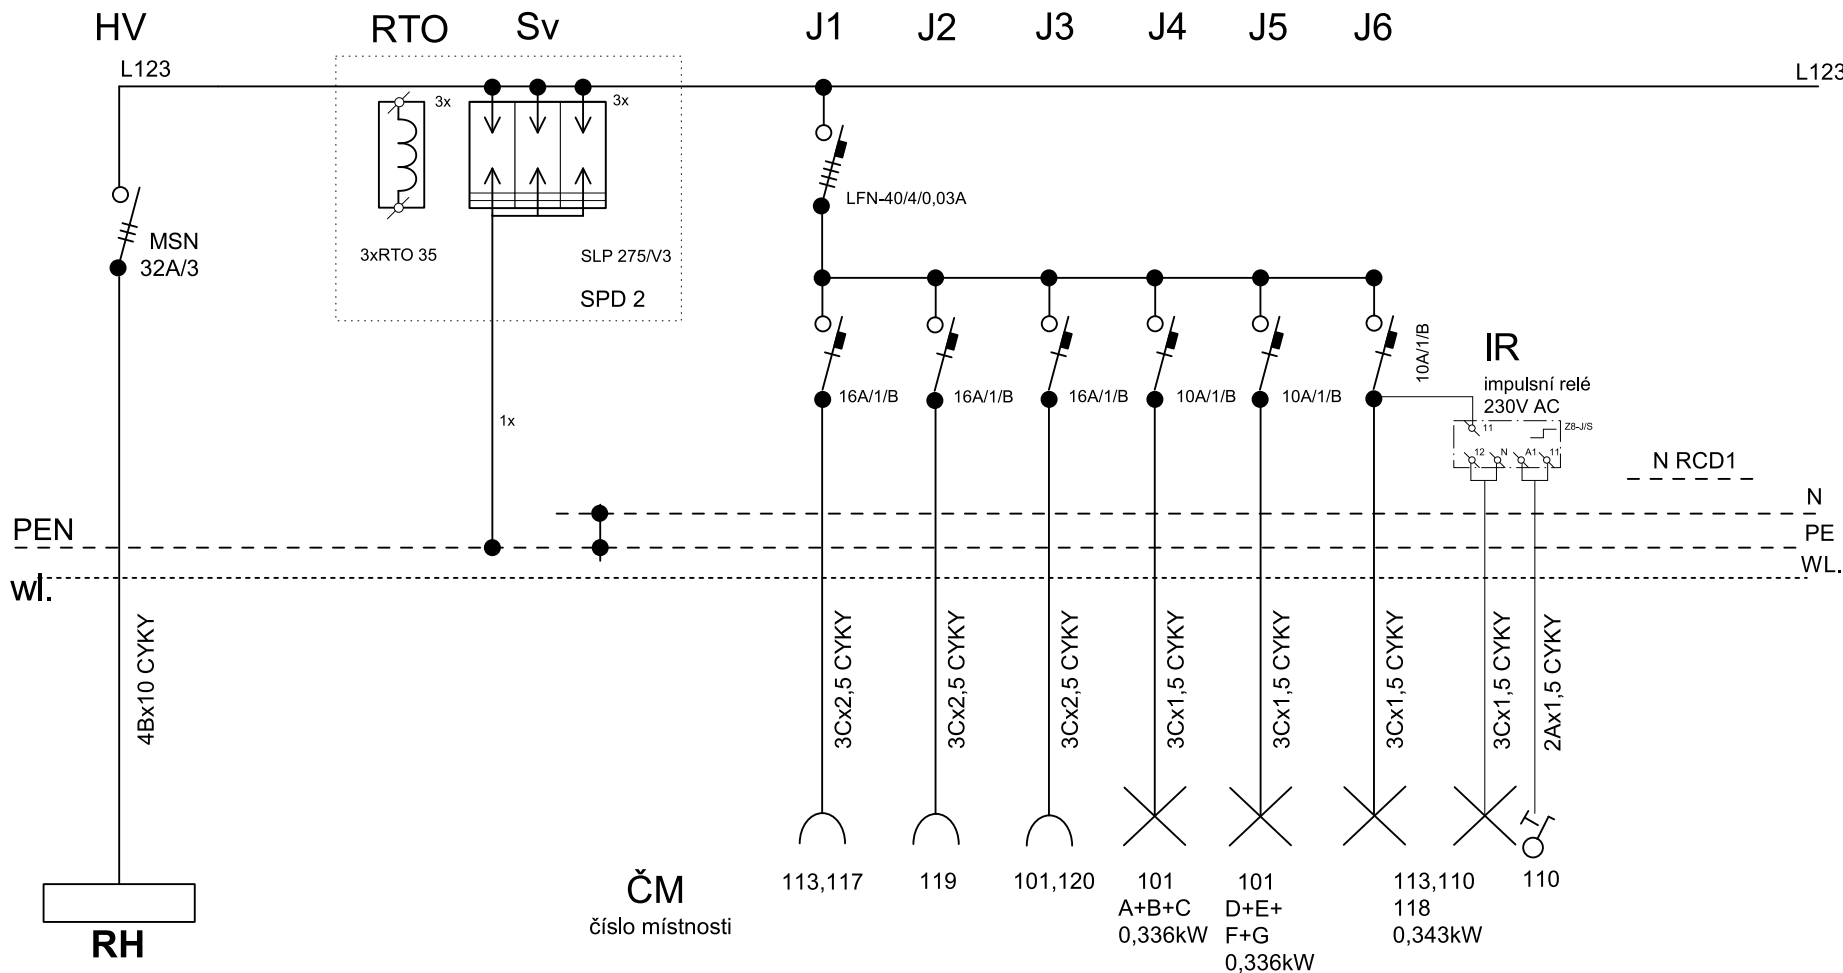 HV
RTO
Sv
J1
J2
J3
J4
J5
J6
L123
L123
3x
3x
LFN-40/4/0,03A
MSN
32A/3
3xRTO 35
SLP 275/V3
SPD 2
1x
16A/1/B
16A/1/B
16A/1/B
10A/1/B
10A/1/B
10A/1/B
IR
impulsní relé
230V AC
11
Z8-J/S
12
N
A1
11
N RCD1
N
PEN
PE
WL.
wl.
4Bx10 CYKY
3Cx2,5 CYKY
3Cx2,5 CYKY
3Cx2,5 CYKY
3Cx1,5 CYKY
3Cx1,5 CYKY
3Cx1,5 CYKY
3Cx1,5 CYKY
2Ax1,5 CYKY
RH
ČM
číslo místnosti
113,117
119
101,120
101
A+B+C
0,336kW
101
D+E+
F+G
0,336kW
113,110
118
0,343kW
110